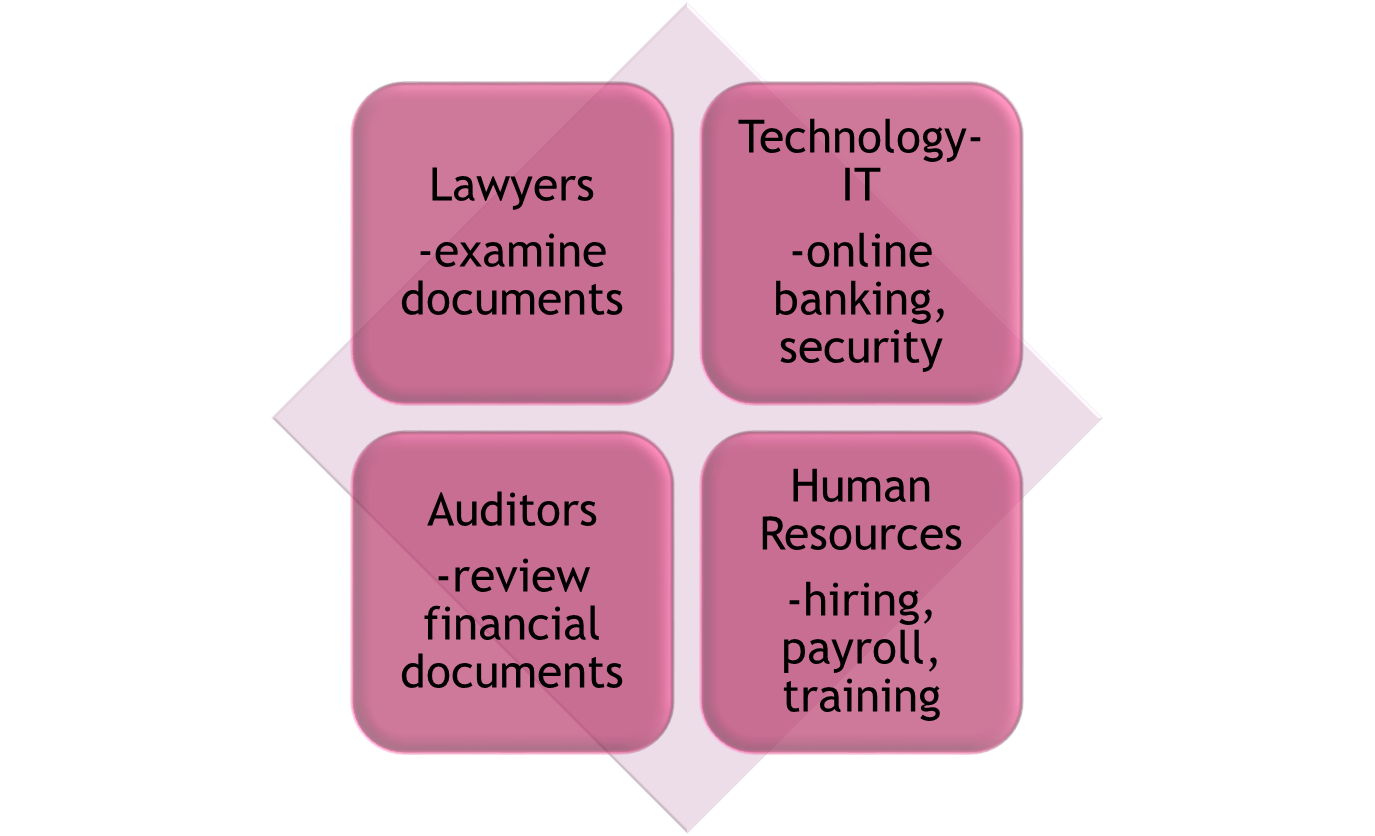 Lawyers
-examine
documents
Technology-
IT
-online
banking,
security
Auditors
-review
financial
documents
Human
Resources
-hiring,
payroll,
training